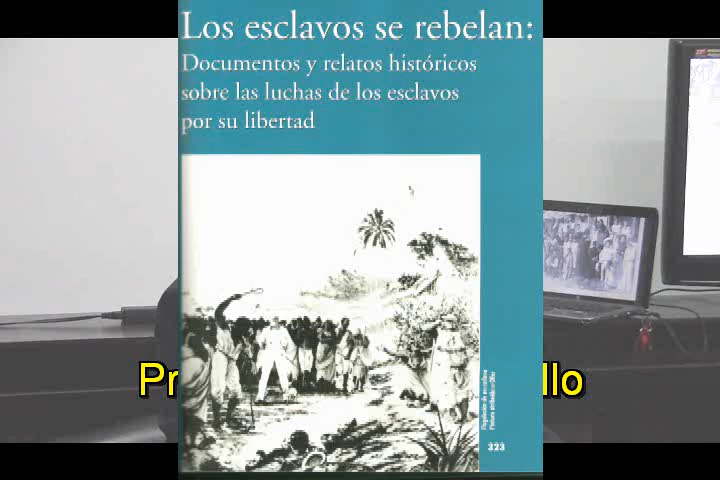 Los esclavos se rebelan:
Documentos y relatos históricos
sobre las luchas de los esclavos
por su libertad
323